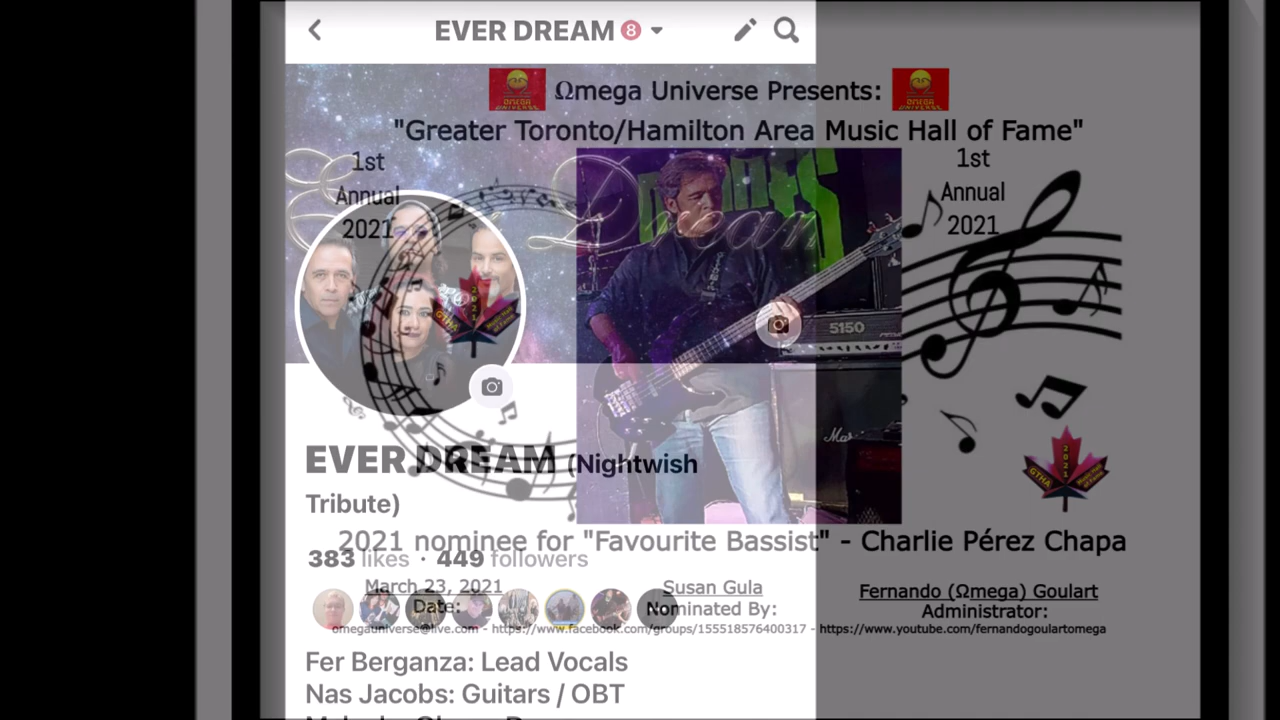 EVER DREAM 8
Ωmega Universe Presents:
"Greater Toronto/Hamilton Area Music Hall of Fame"
1st
Annual
2021
1st
Annual
2021
Dream
5150
EVER DREAM (Nightwish
Tribute)
2021 nominee for "Favourite Bassist" - Charlie Pérez Chapa
383 likes · 449 followers
March 23, 2021
Date:
Susan Gula
Nominated By:
Fernando (Ωmega) Goulart
Administrator:
omegauniverse@live.com - https://www.facebook.com/groups/155518576400317 - https://www.youtube.com/fernandogoulartomega
Fer Berganza: Lead Vocals
Nas Jacobs: Guitars / OBT